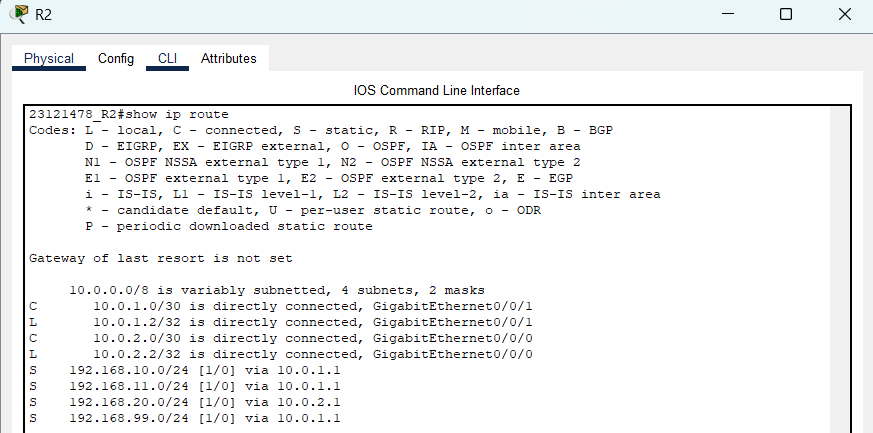 R2
Physical Config CLI Attributes
IOS Command Line Interface
23121478_R2#show ip route
Codes: L - local, C - connected, S - static, R - RIP, M - mobile, B - BGP
D - EIGRP, EX - EIGRP external, O - OSPF, IA - OSPF inter area
N1 - OSPF NSSA external type 1, N2 - OSPF NSSA external type 2
E1 - OSPF external type 1, E2 - OSPF external type 2, E - EGP
i - IS-IS, L1 - IS-IS level-1, L2 - IS-IS level-2, ia - IS-IS inter area
* - candidate default, U - per-user static route, o - ODR
P - periodic downloaded static route
Gateway of last resort is not set
10.0.0.0/8 is variably subnetted, 4 subnets, 2 masks
C 10.0.1.0/30 is directly connected, GigabitEthernet0/0/1
L 10.0.1.2/32 is directly connected, GigabitEthernet0/0/1
C 10.0.2.0/30 is directly connected, GigabitEthernet0/0/0
L 10.0.2.2/32 is directly connected, GigabitEthernet0/0/0
S 192.168.10.0/24 [1/0] via 10.0.1.1
S 192.168.11.0/24 [1/0] via 10.0.1.1
S 192.168.20.0/24 [1/0] via 10.0.2.1
S 192.168.99.0/24 [1/0] via 10.0.1.1